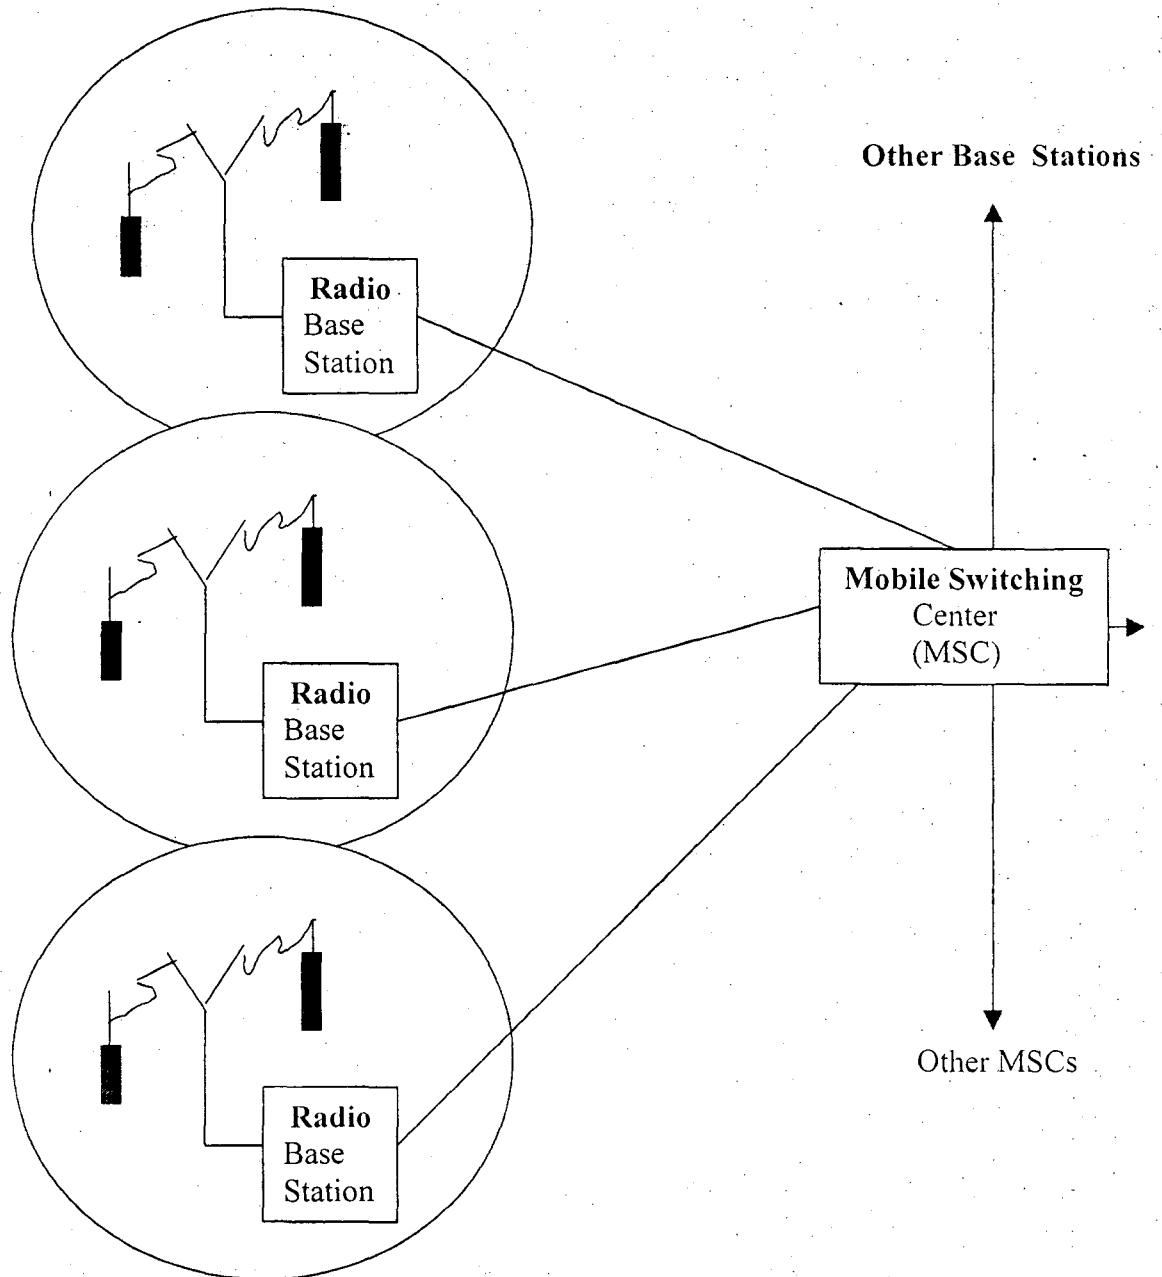 Other Base Stations
Radio
Base
Station
Mobile Switching
Center
(MSC)
Radio
Base
Station
Other MSCs
Radio
Base
Station